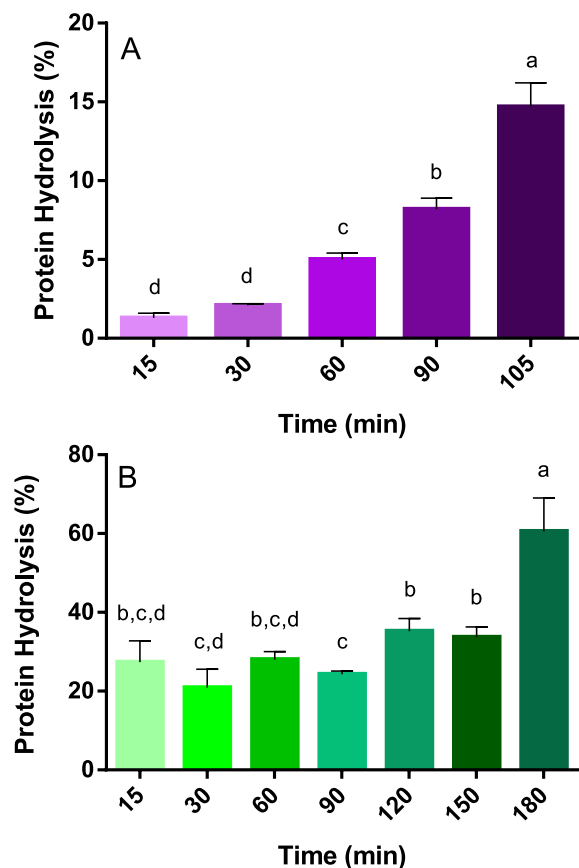 A
Protein Hydrolysis (%)
20
15
10
5
0
d
d
c
b
a
15
30
60
90
105
Time (min)
B
Protein Hydrolysis (%)
80
60
40
20
0
b,c,d
c,d
b,c,d
c
b
b
a
15
30
60
90
120
150
180
Time (min)